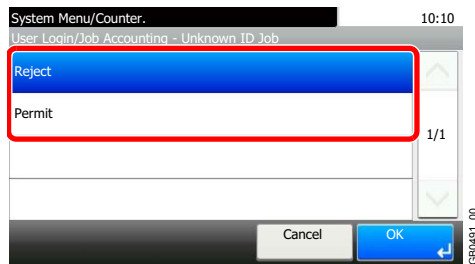 System Menu/Counter.
10:10
User Login/Job Accounting - Unknown ID Job
Reject
Permit
1/1
Cancel
OK
GB0491_00